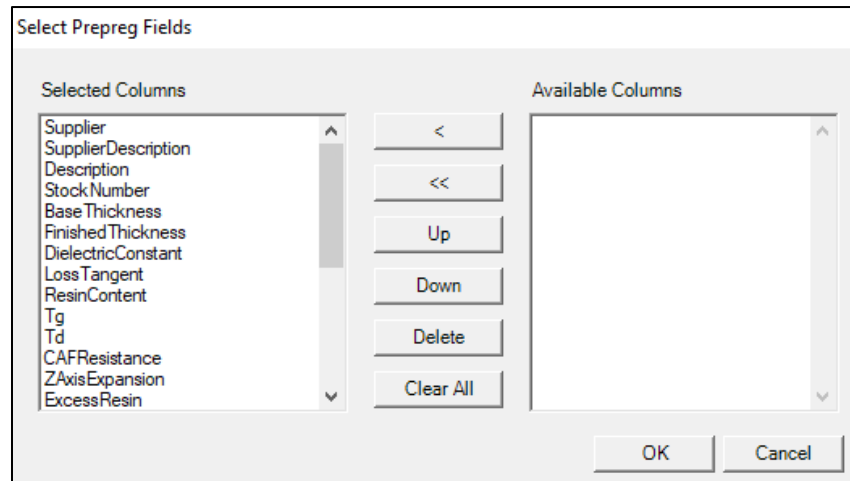 Select Prepreg Fields
Selected Columns
Supplier
SupplierDescription
Description
StockNumber
BaseThickness
FinishedThickness
DielectricConstant
LossTangent
ResinContent
Tg
Td
CAFResistance
ZAxisExpansion
ExcessResin
<
<<
Up
Down
Delete
Clear All
Available Columns
OK
Cancel